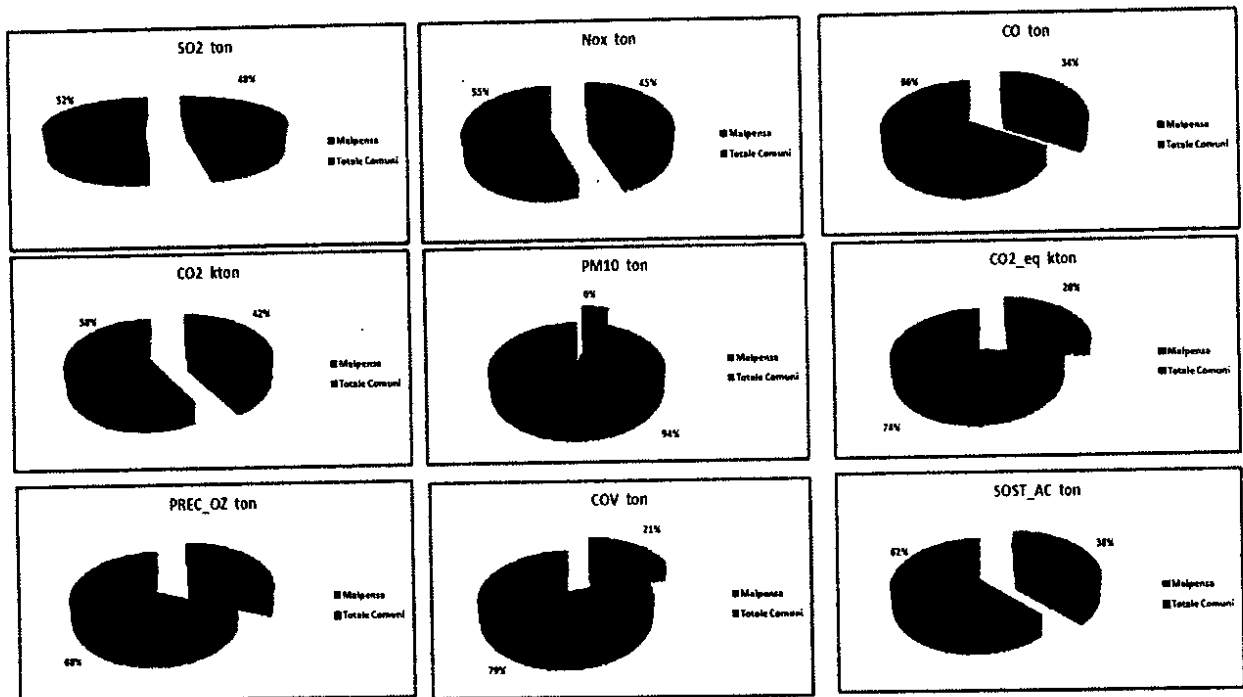 SO2 ton
52%
48%
Malpensa
Totale Comuni
Nox ton
55%
45%
Malpensa
Totale Comuni
CO ton
66%
34%
Malpensa
Totale Comuni
CO2 kton
58%
42%
Malpensa
Totale Comuni
PM10 ton
6%
94%
Malpensa
Totale Comuni
CO2_eq kton
26%
74%
Malpensa
Totale Comuni
PREC_OZ ton
68%
Malpensa
Totale Comuni
COV ton
21%
79%
Malpensa
Totale Comuni
SOST_AC ton
62%
38%
Malpensa
Totale Comuni